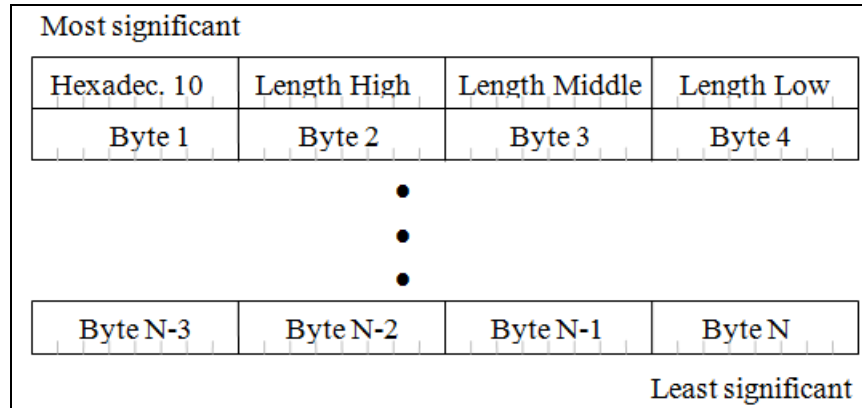 Most significant
Hexadec. 10 Length High Length Middle Length Low
Byte 1 Byte 2 Byte 3 Byte 4
Byte N-3 Byte N-2 Byte N-1 Byte N
Least significant